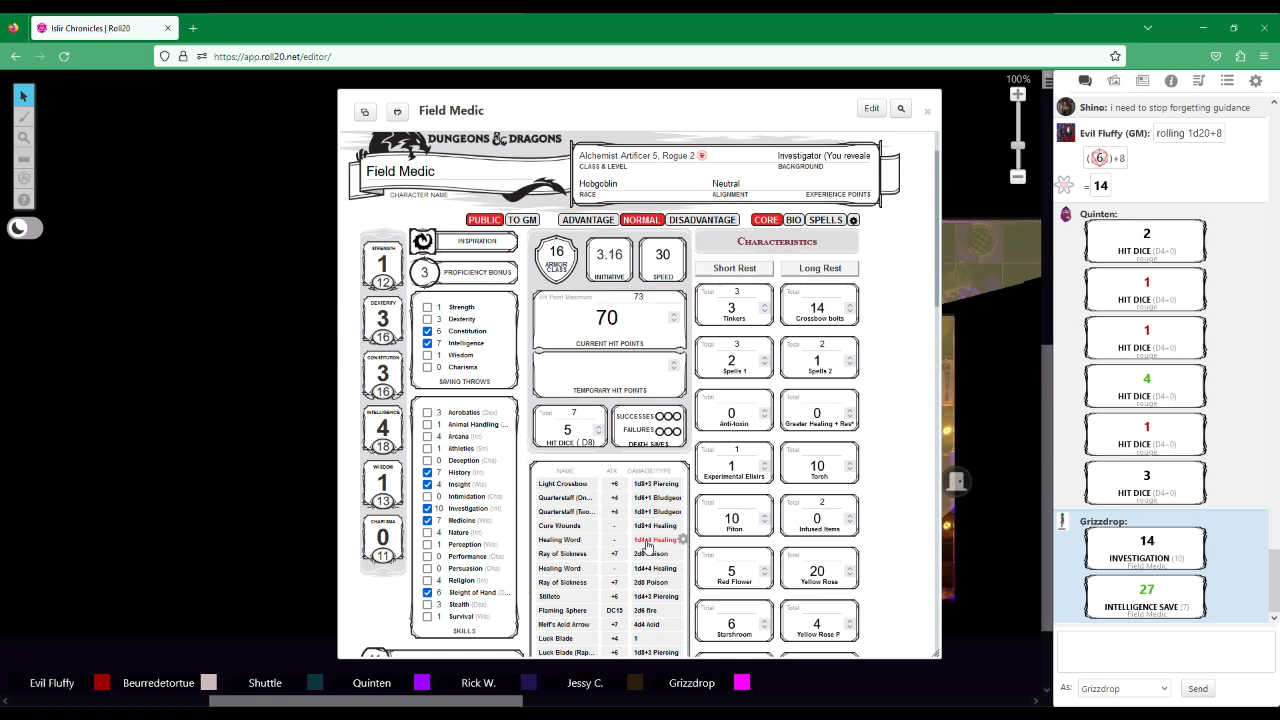 Islir Chronicles | Roll20
https://app.roll20.net/editor/
100%
Field Medic
Edit
DUNGEONS & DRAGONS
Field Medic
CHARACTER NAME
Alchemist Artificer 5, Rogue 2
Investigator (You reveale
CLASS & LEVEL
BACKGROUND
Hobgoblin
Neutral
RACE
ALIGNMENT
EXPERIENCE POINTS
PUBLIC
TO GM
ADVANTAGE
NORMAL
DISADVANTAGE
CORE
BIO
SPELLS
STRENGTH
1
12
DEXTERITY
3
16
CONSTITUTION
3
16
INTELLIGENCE
4
18
WISDOM
1
13
CHARISMA
0
11
INSPIRATION
3
PROFICIENCY BONUS
1 Strength
3 Dexterity
6 Constitution
7 Intelligence
1 Wisdom
0 Charisma
SAVING THROWS
3 Acrobatics (Dex)
1 Animal Handling (...
4 Arcana (Int)
1 Athletics (Str)
0 Deception (Cha)
7 History (Int)
4 Insight (Wis)
0 Intimidation (Cha)
10 Investigation (Int)
7 Medicine (Wis)
4 Nature (Int)
1 Perception (Wis)
0 Performance (Cha)
0 Persuasion (Cha)
4 Religion (Int)
6 Sleight of Hand (D...
3 Stealth (Dex)
1 Survival (Wis)
SKILLS
16
ARMOR
CLASS
3.16
INITIATIVE
30
SPEED
Hit Point Maximum 73
70
CURRENT HIT POINTS
TEMPORARY HIT POINTS
Total 7
5
HIT DICE ( D8)
SUCCESSES
FAILURES
DEATH SAVES
NAME ATK DAMAGE/TYPE
Light Crossbow +6 1d8+3 Piercing
Quarterstaff (On... +4 1d6+1 Bludgeon
Quarterstaff (Two... +4 1d8+1 Bludgeon
Cure Wounds - 1d8+4 Healing
Healing Word - 1d4+4 Healing
Ray of Sickness +7 2d8 Poison
Healing Word - 1d4+4 Healing
Ray of Sickness +7 2d8 Poison
Stilleto +6 1d4+3 Piercing
Flaming Sphere DC15 2d6 fire
Melf's Acid Arrow +7 4d4 Acid
Luck Blade +4 1
Luck Blade (Rap... +6 1d8+3 Piercing
CHARACTERISTICS
Short Rest
Long Rest
Total 3
3
Tinkers
Total
14
Crossbow bolts
Total 3
2
Spells 1
Total 2
1
Spells 2
Total
0
Anti-toxin
Total
0
Greater Healing + Res*
Total 1
1
Experimental Elixirs
Total
10
Torch
Total
10
Piton
Total 2
0
Infused Items
Total
5
Red Flower
Total
20
Yellow Rose
Total
6
Starshroom
Total
4
Yellow Rose P
Shino: i need to stop forgetting guidance
Evil Fluffy (GM): rolling 1d20+8
(6)+8
= 14
Quinten:
2
HIT DICE (D4+0)
rouge
1
HIT DICE (D4+0)
rouge
1
HIT DICE (D4+0)
rouge
4
HIT DICE (D4+0)
rouge
1
HIT DICE (D4+0)
rouge
3
HIT DICE (D4+0)
rouge
Grizzdrop:
14
INVESTIGATION (10)
Field Medic
27
INTELLIGENCE SAVE (7)
Field Medic
As: Grizzdrop
Send
Evil Fluffy
Beurredetortue
Shuttle
Quinten
Rick W.
Jessy C.
Grizzdrop